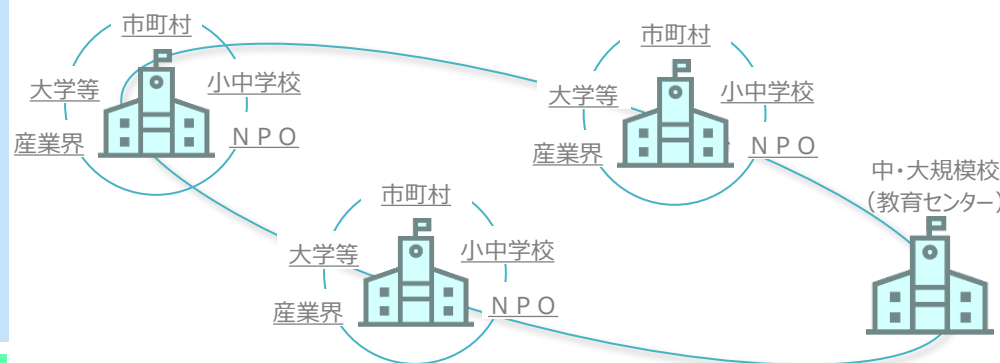 市町村
大学等
小中学校
産業界
ＮＰＯ
市町村
大学等
小中学校
産業界
ＮＰＯ
市町村
大学等
小中学校
産業界
ＮＰＯ
中・大規模校
（教育センター）